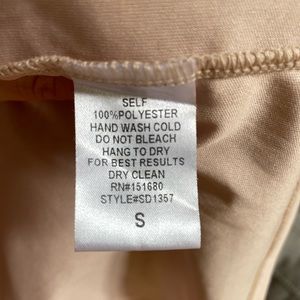 SELF
100%POLYESTER
HAND WASH COLD
DO NOT BLEACH
HANG TO DRY
FOR BEST RESULTS
DRY CLEAN
RN#151680
STYLE#SD1357
S